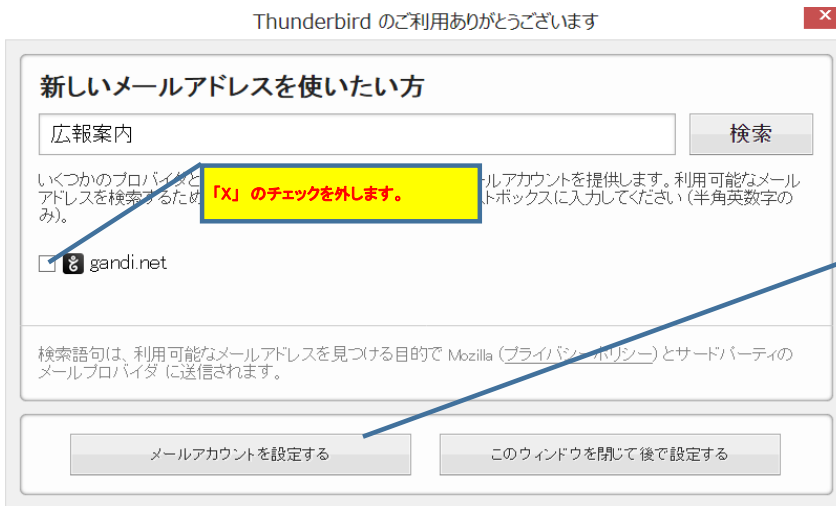 Thunderbird のご利用ありがとうございます
新しいメールアドレスを使いたい方
広報案内
検索
いくつかのプロバイダと ールアカウントを提供します。利用可能なメール
アドレスを検索するため ストボックスに入力してください (半角英数字の
み)。
「X」 のチェックを外します。
gandi.net
検索語句は、利用可能なメールアドレスを見つける目的で Mozilla (プライバシーポリシー) とサードパーティの
メールプロバイダ に送信されます。
メールアカウントを設定する
このウィンドウを閉じて後で設定する